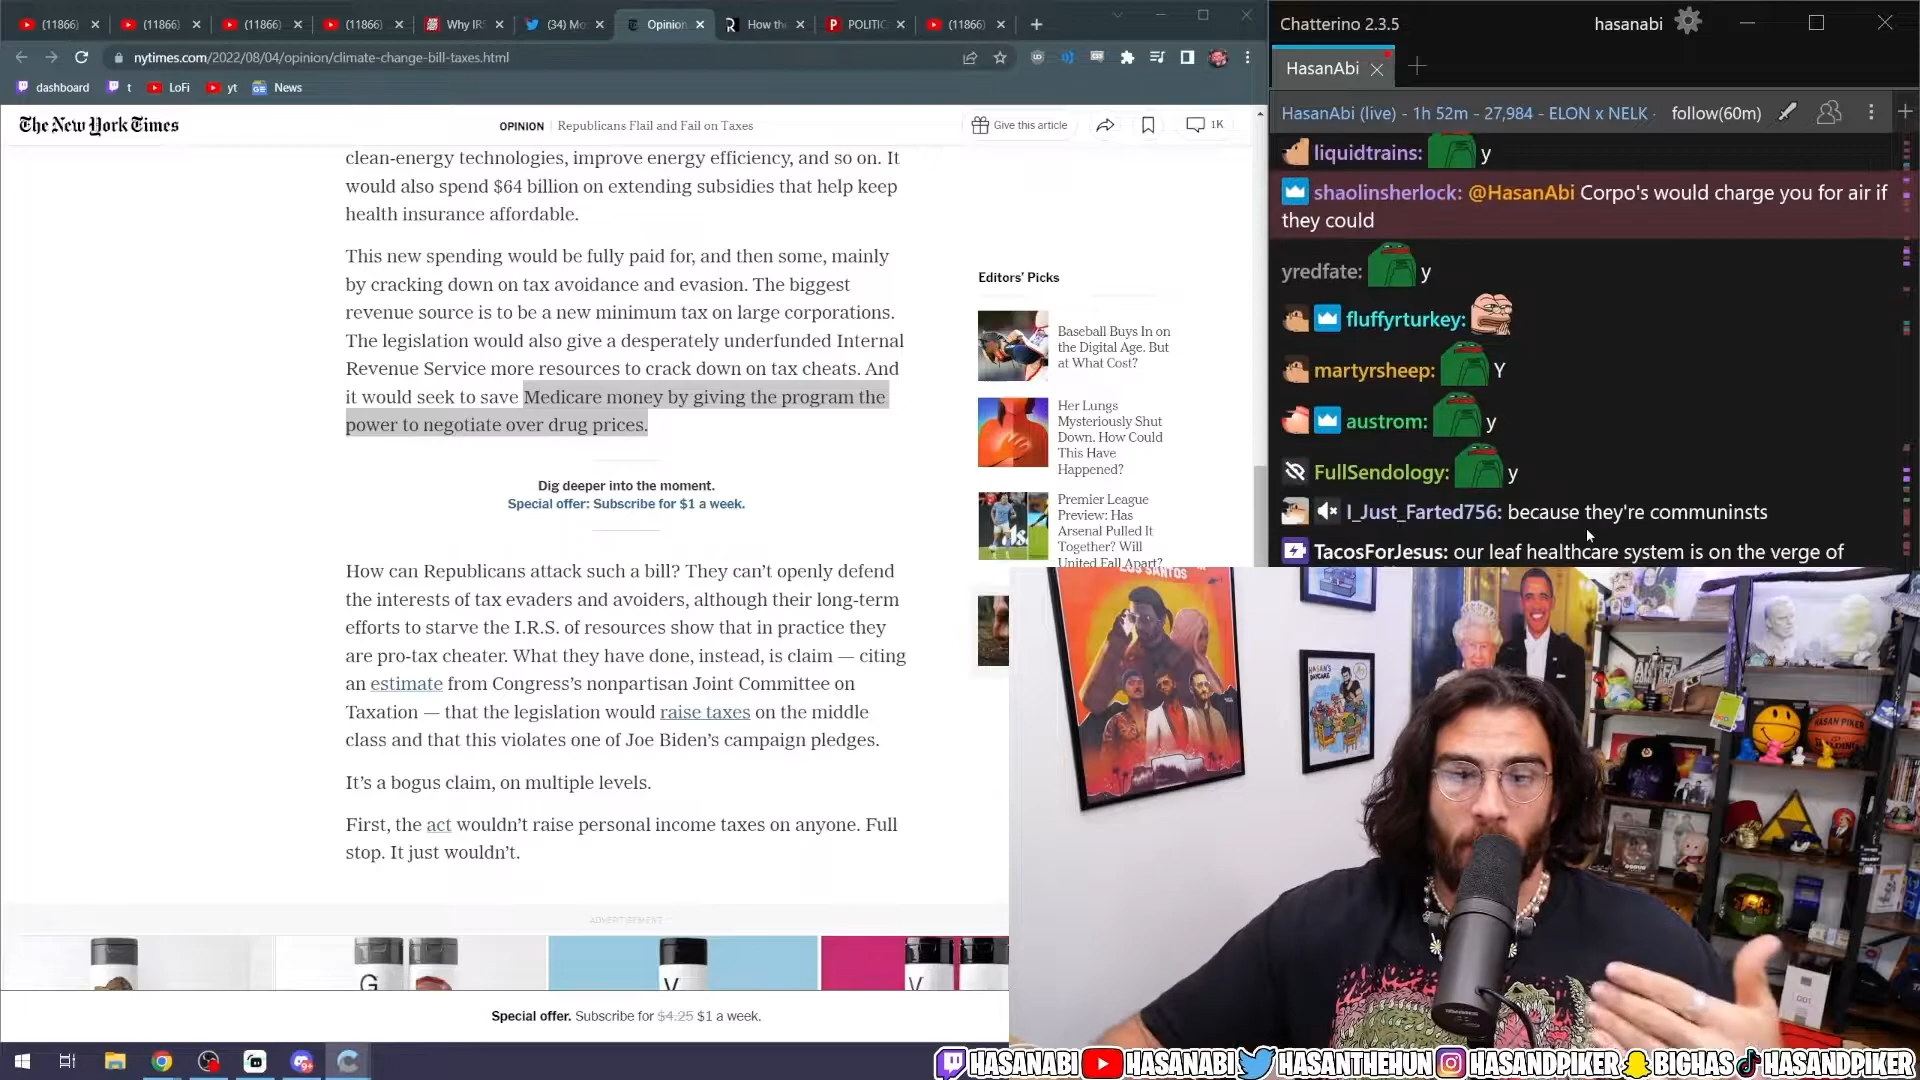 (11866)
(11866)
(11866)
(11866)
Why IRS
(34) Mo
Opinion
How the
POLITIC
(11866)
nytimes.com/2022/08/04/opinion/climate-change-bill-taxes.html
dashboard
t
LoFi
yt
News
The New York Times
OPINION | Republicans Flail and Fail on Taxes
Give this article
1K
clean-energy technologies, improve energy efficiency, and so on. It
would also spend $64 billion on extending subsidies that help keep
health insurance affordable.
This new spending would be fully paid for, and then some, mainly
by cracking down on tax avoidance and evasion. The biggest
revenue source is to be a new minimum tax on large corporations.
The legislation would also give a desperately underfunded Internal
Revenue Service more resources to crack down on tax cheats. And
it would seek to save Medicare money by giving the program the
power to negotiate over drug prices.
Dig deeper into the moment.
Special offer: Subscribe for $1 a week.
How can Republicans attack such a bill? They can't openly defend
the interests of tax evaders and avoiders, although their long-term
efforts to starve the I.R.S. of resources show that in practice they
are pro-tax cheater. What they have done, instead, is claim — citing
an estimate from Congress's nonpartisan Joint Committee on
Taxation — that the legislation would raise taxes on the middle
class and that this violates one of Joe Biden's campaign pledges.
It's a bogus claim, on multiple levels.
First, the act wouldn't raise personal income taxes on anyone. Full
stop. It just wouldn't.
ADVERTISEMENT
G
V
V
Special offer. Subscribe for $4.25 $1 a week.
Editors' Picks
Baseball Buys In on
the Digital Age. But
at What Cost?
Her Lungs
Mysteriously Shut
Down. How Could
This Have
Happened?
Premier League
Preview: Has
Arsenal Pulled It
Together? Will
United Fall Apart?
Chatterino 2.3.5
hasanabi
HasanAbi
HasanAbi (live) - 1h 52m - 27,984 - ELON x NELK
follow(60m)
liquidtrains: y
shaolinsherlock: @HasanAbi Corpo's would charge you for air if
they could
yredfate: y
fluffyrturkey:
martyrsheep: Y
austrom: y
FullSendology: y
I_Just_Farted756: because they're communinsts
TacosForJesus: our leaf healthcare system is on the verge of
LOS SANTOS
HASAN PIKER
SPALDING
HASANABI
HASANABI
HASANTHEHUN
HASANDPIKER
BIGHAS
HASANDPIKER